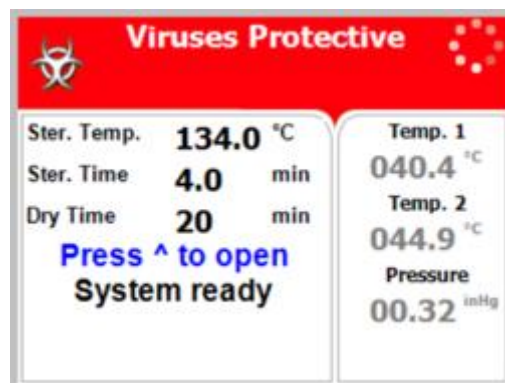 Viruses Protective
Ster. Temp. 134.0 °C
Ster. Time 4.0 min
Dry Time 20 min
Press ^ to open
System ready
Temp. 1
040.4 °C
Temp. 2
044.9 °C
Pressure
00.32 inHg